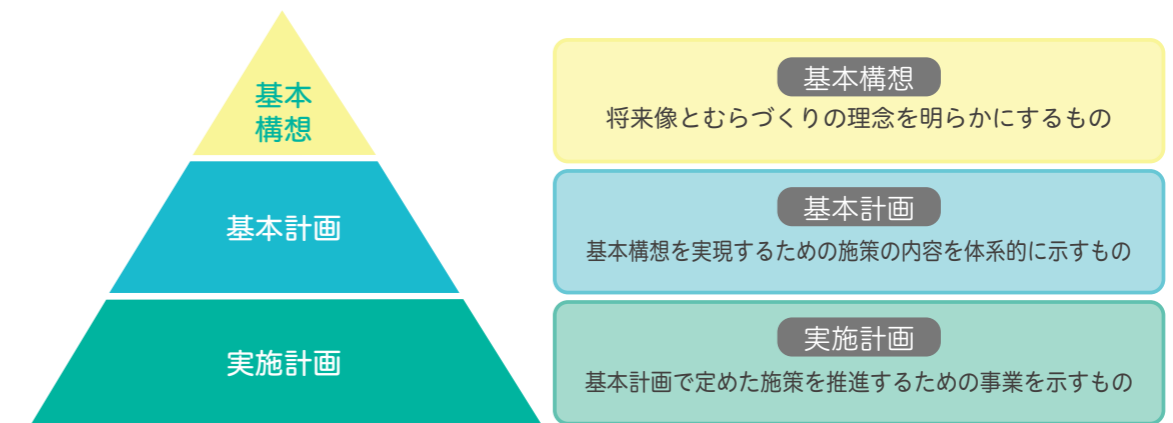 基本
構想
基本計画
実施計画
基本構想
将来像とむらづくりの理念を明らかにするもの
基本計画
基本構想を実現するための施策の内容を体系的に示すもの
実施計画
基本計画で定めた施策を推進するための事業を示すもの